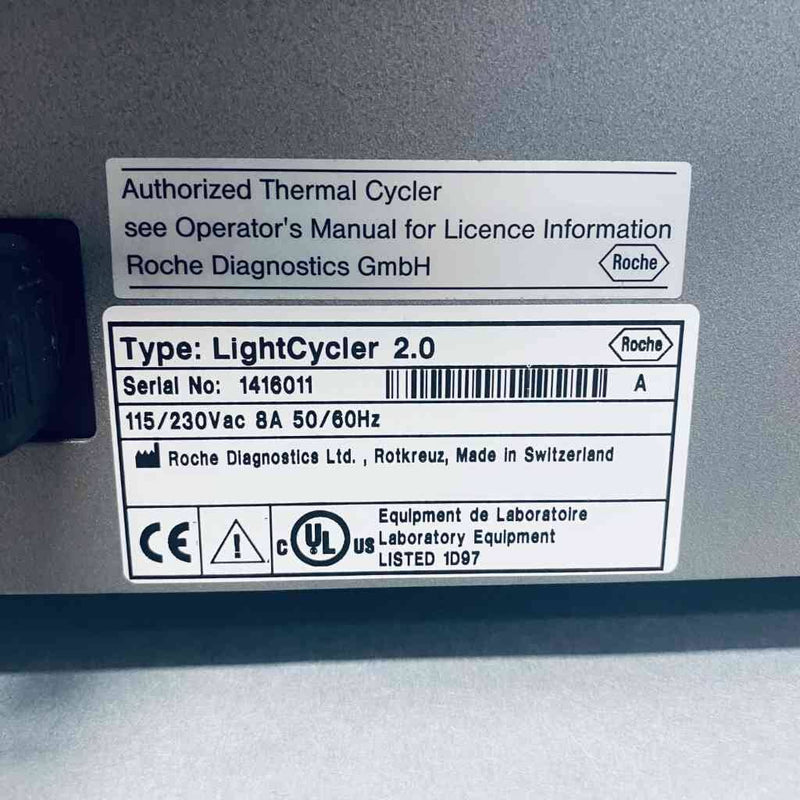 Authorized Thermal Cycler
see Operator's Manual for Licence Information
Roche Diagnostics GmbH
Roche
Type: LightCycler 2.0
Roche
Serial No: 1416011
A
115/230Vac 8A 50/60Hz
Roche Diagnostics Ltd. , Rotkreuz, Made in Switzerland
CE
C UL US
Equipment de Laboratoire
Laboratory Equipment
LISTED 1D97